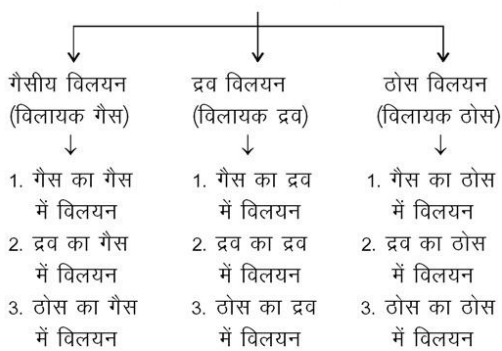 गैसीय विलयन
(विलायक गैस)
1. गैस का गैस
में विलयन
2. द्रव का गैस
में विलयन
3. ठोस का गैस
में विलयन
द्रव विलयन
(विलायक द्रव)
1. गैस का द्रव
में विलयन
2. द्रव का द्रव
में विलयन
3. ठोस का द्रव
में विलयन
ठोस विलयन
(विलायक ठोस)
1. गैस का ठोस
में विलयन
2. द्रव का ठोस
में विलयन
3. ठोस का ठोस
में विलयन